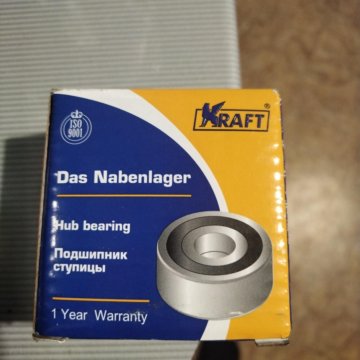 ISO
9001
KRAFT®
Das Nabenlager
Hub bearing
Подшипник
ступицы
1 Year Warranty